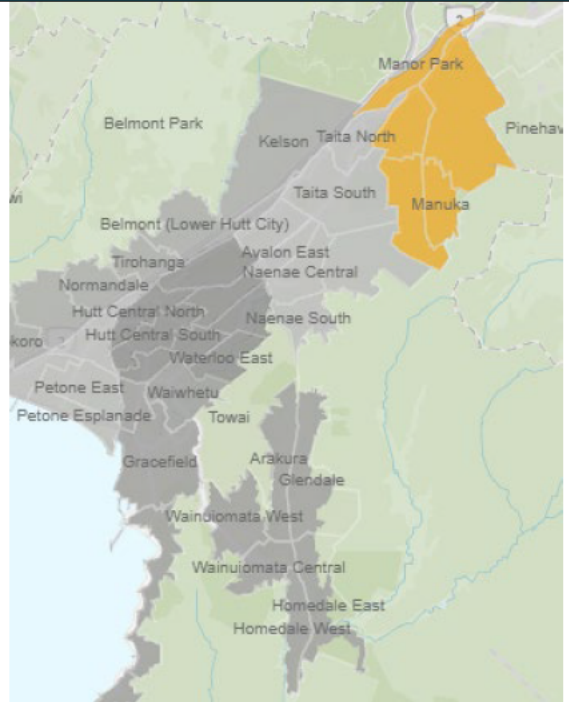 2
Manor Park
Belmont Park
Kelson
Taita North
Pinehav
wi
Taita South
Manuka
Belmont (Lower Hutt City)
Tirohanga
Avalon East
Naenae Central
Normandale
Hutt Central North
Naenae South
koro
Hutt Central South
Waterloo East
Petone East
Waiwhetu
Petone Esplanade
Towai
Gracefield
Arakura
Glendale
Wainuiomata West
Wainuiomata Central
Homedale East
Homedale West